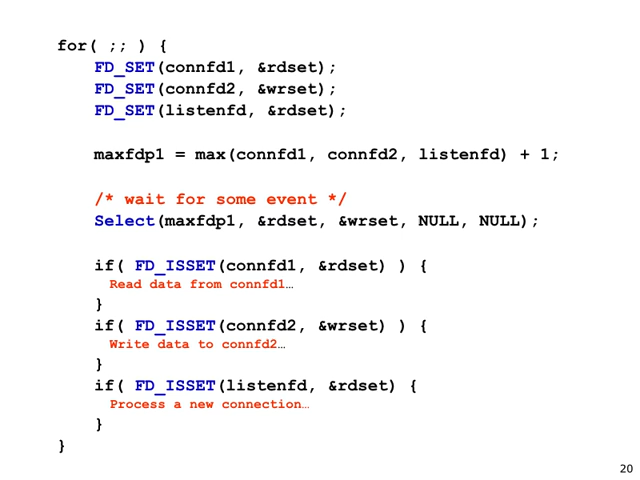 for( ;; ) {
FD_SET(connfd1, &rdset);
FD_SET(connfd2, &wrset);
FD_SET(listenfd, &rdset);
maxfdp1 = max(connfd1, connfd2, listenfd) + 1;
/* wait for some event */
Select(maxfdp1, &rdset, &wrset, NULL, NULL);
if( FD_ISSET(connfd1, &rdset) ) {
Read data from connfd1…
}
if( FD_ISSET(connfd2, &wrset) ) {
Write data to connfd2…
}
if( FD_ISSET(listenfd, &rdset) {
Process a new connection…
}
}
20